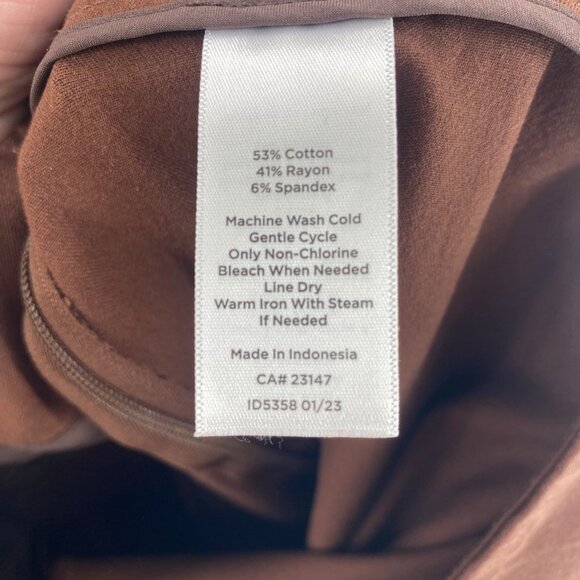 53% Cotton
41% Rayon
6% Spandex
Machine Wash Cold
Gentle Cycle
Only Non-Chlorine
Bleach When Needed
Line Dry
Warm Iron With Steam
If Needed
Made In Indonesia
CA# 23147
ID5358 01/23